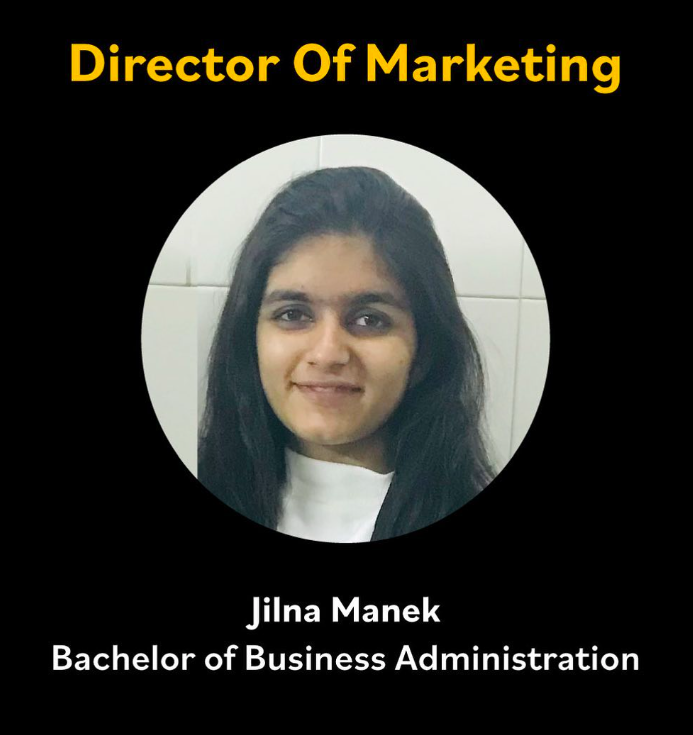 Director Of Marketing
Jilna Manek
Bachelor of Business Administration